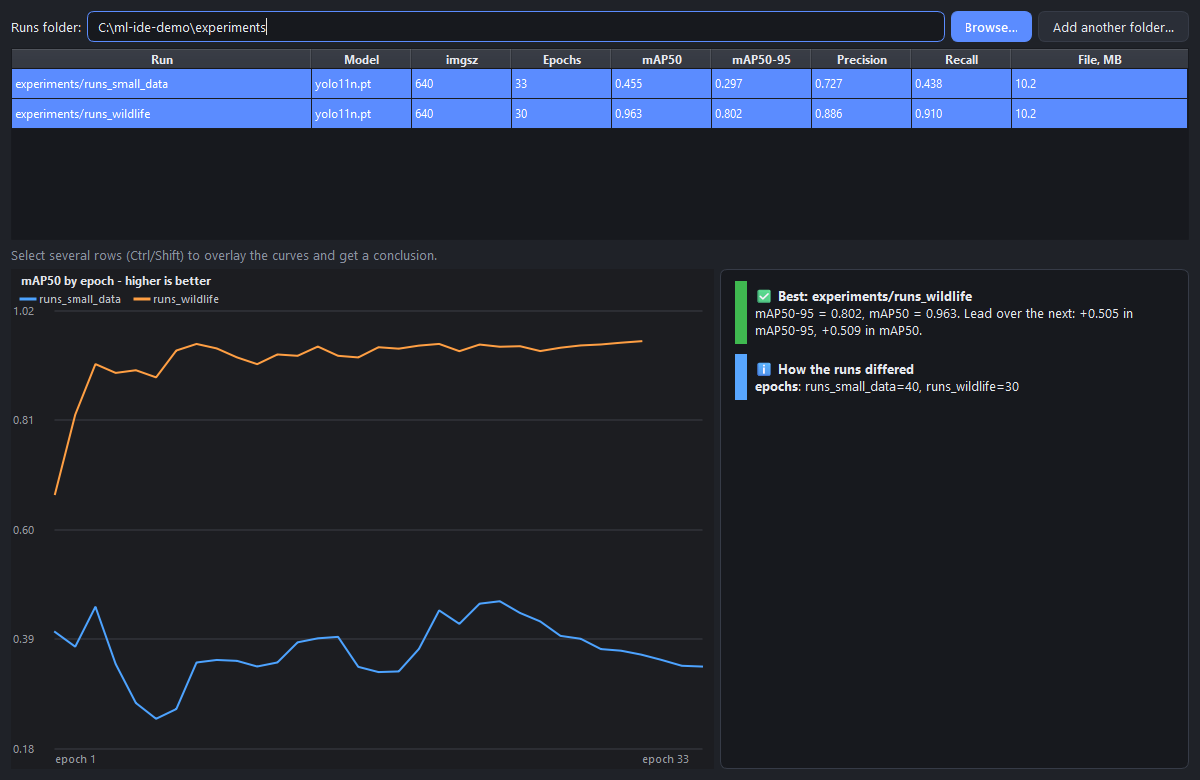 Runs folder: C:\ml-ide-demo\experiments Browse... Add another folder...
Run Model imgsz Epochs mAP50 mAP50-95 Precision Recall File, MB
experiments/runs_small_data yolo11n.pt 640 33 0.455 0.297 0.727 0.438 10.2
experiments/runs_wildlife yolo11n.pt 640 30 0.963 0.802 0.886 0.910 10.2
Select several rows (Ctrl/Shift) to overlay the curves and get a conclusion.
mAP50 by epoch - higher is better
runs_small_data runs_wildlife
1.02
0.81
0.60
0.39
0.18
epoch 1 epoch 33
✅ Best: experiments/runs_wildlife
mAP50-95 = 0.802, mAP50 = 0.963. Lead over the next: +0.505 in
mAP50-95, +0.509 in mAP50.
ℹ️ How the runs differed
epochs: runs_small_data=40, runs_wildlife=30